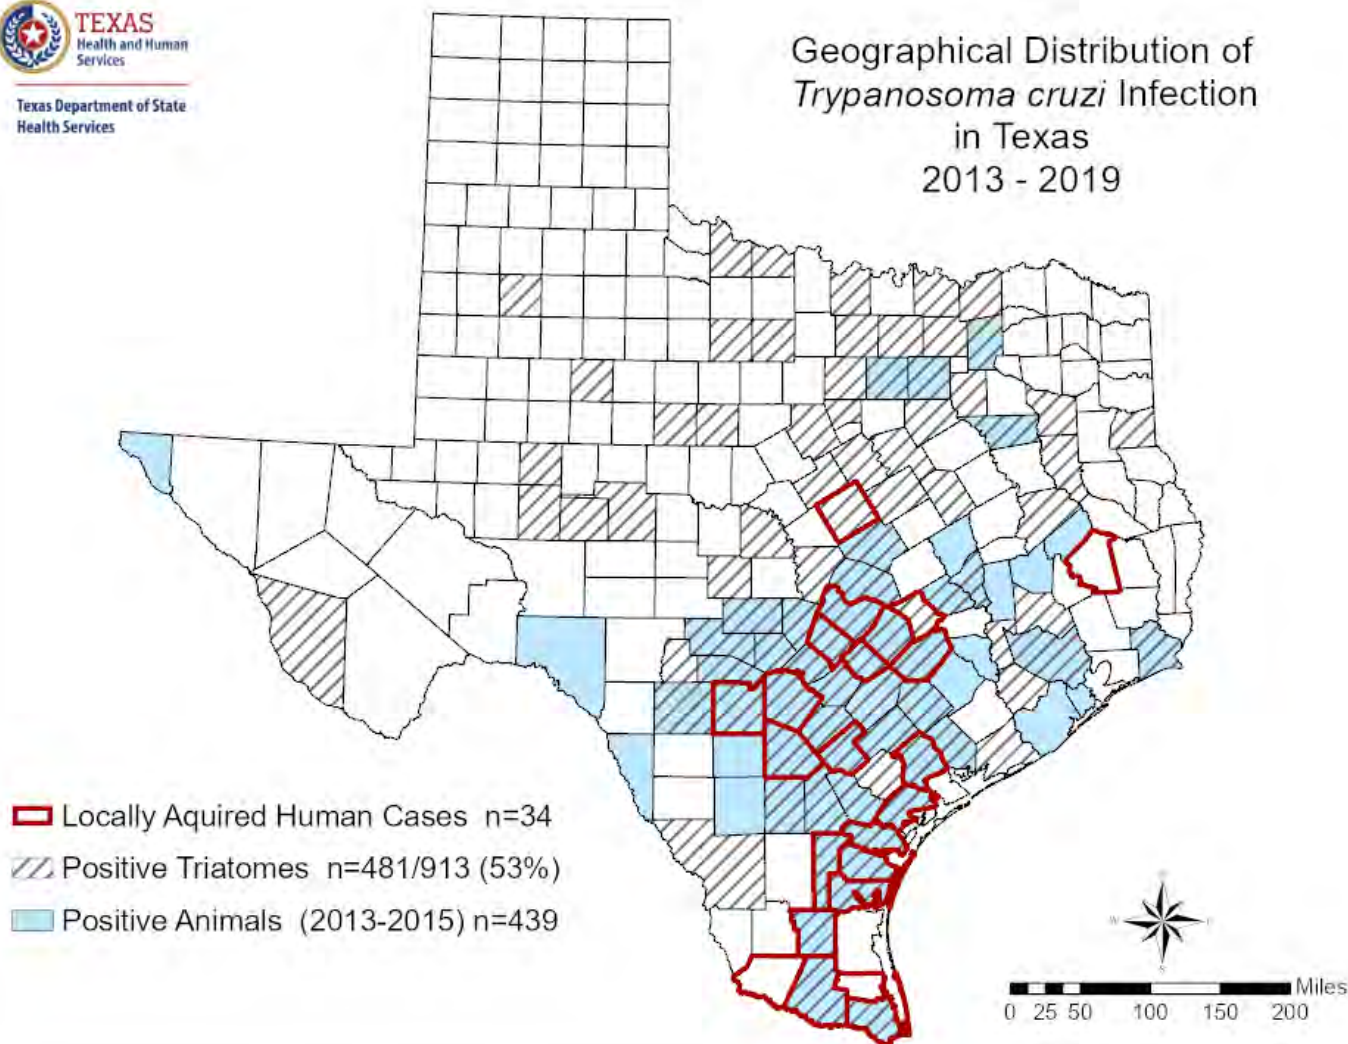 TEXAS
Health and Human
Services
Texas Department of State
Health Services
Geographical Distribution of
Trypanosoma cruzi Infection
in Texas
2013 - 2019
Locally Aquired Human Cases n=34
Positive Triatomes n=481/913 (53%)
Positive Animals (2013-2015) n=439
N
W
E
S
Miles
0 25 50 100 150 200